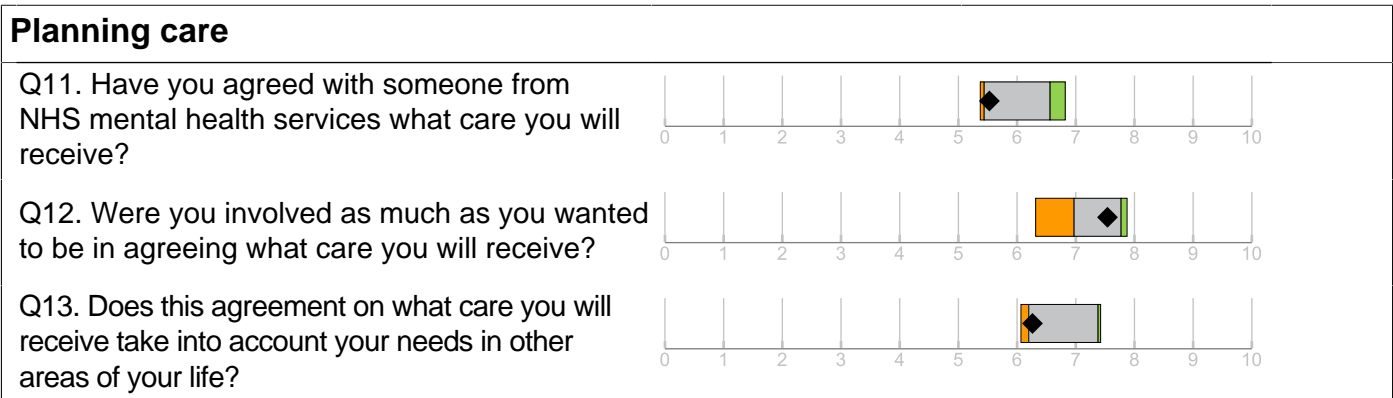 Planning care
Q11. Have you agreed with someone from
NHS mental health services what care you will
receive?
0 1 2 3 4 5 6 7 8 9 10
Q12. Were you involved as much as you wanted
to be in agreeing what care you will receive?
0 1 2 3 4 5 6 7 8 9 10
Q13. Does this agreement on what care you will
receive take into account your needs in other
areas of your life?
0 1 2 3 4 5 6 7 8 9 10